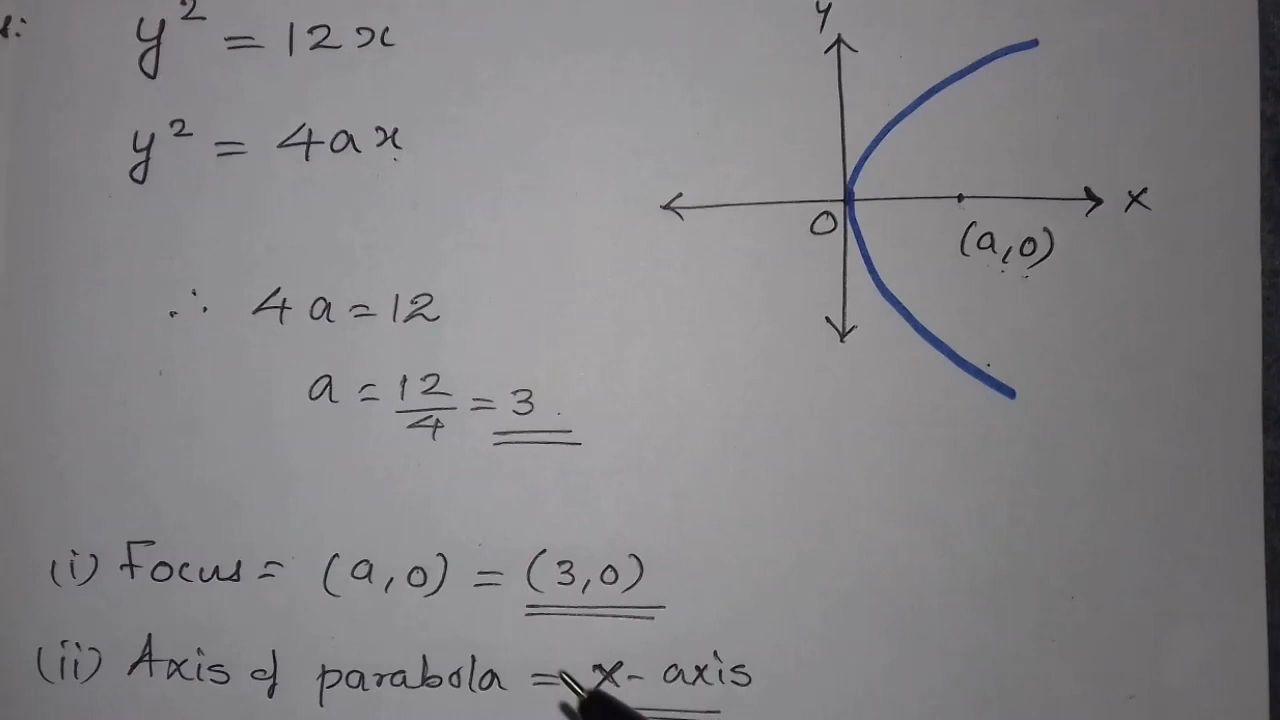 y² = 12x
y² = 4ax
∴ 4a = 12
a = 12/4 = 3
(i) Focus = (a,0) = (3,0)
(ii) Axis of parabola = x-axis
y
x
O
(a,0)